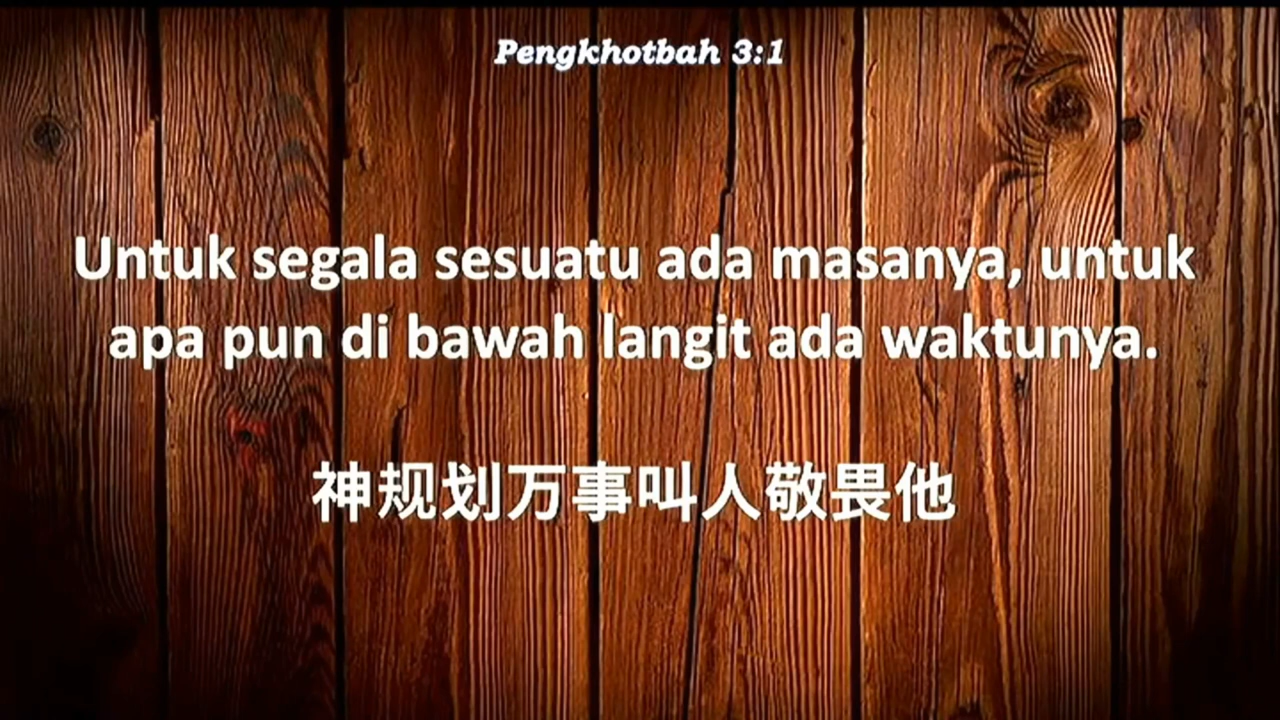 Pengkhotbah 3:1
Untuk segala sesuatu ada masanya, untuk
apa pun di bawah langit ada waktunya.
神规划万事叫人敬畏他